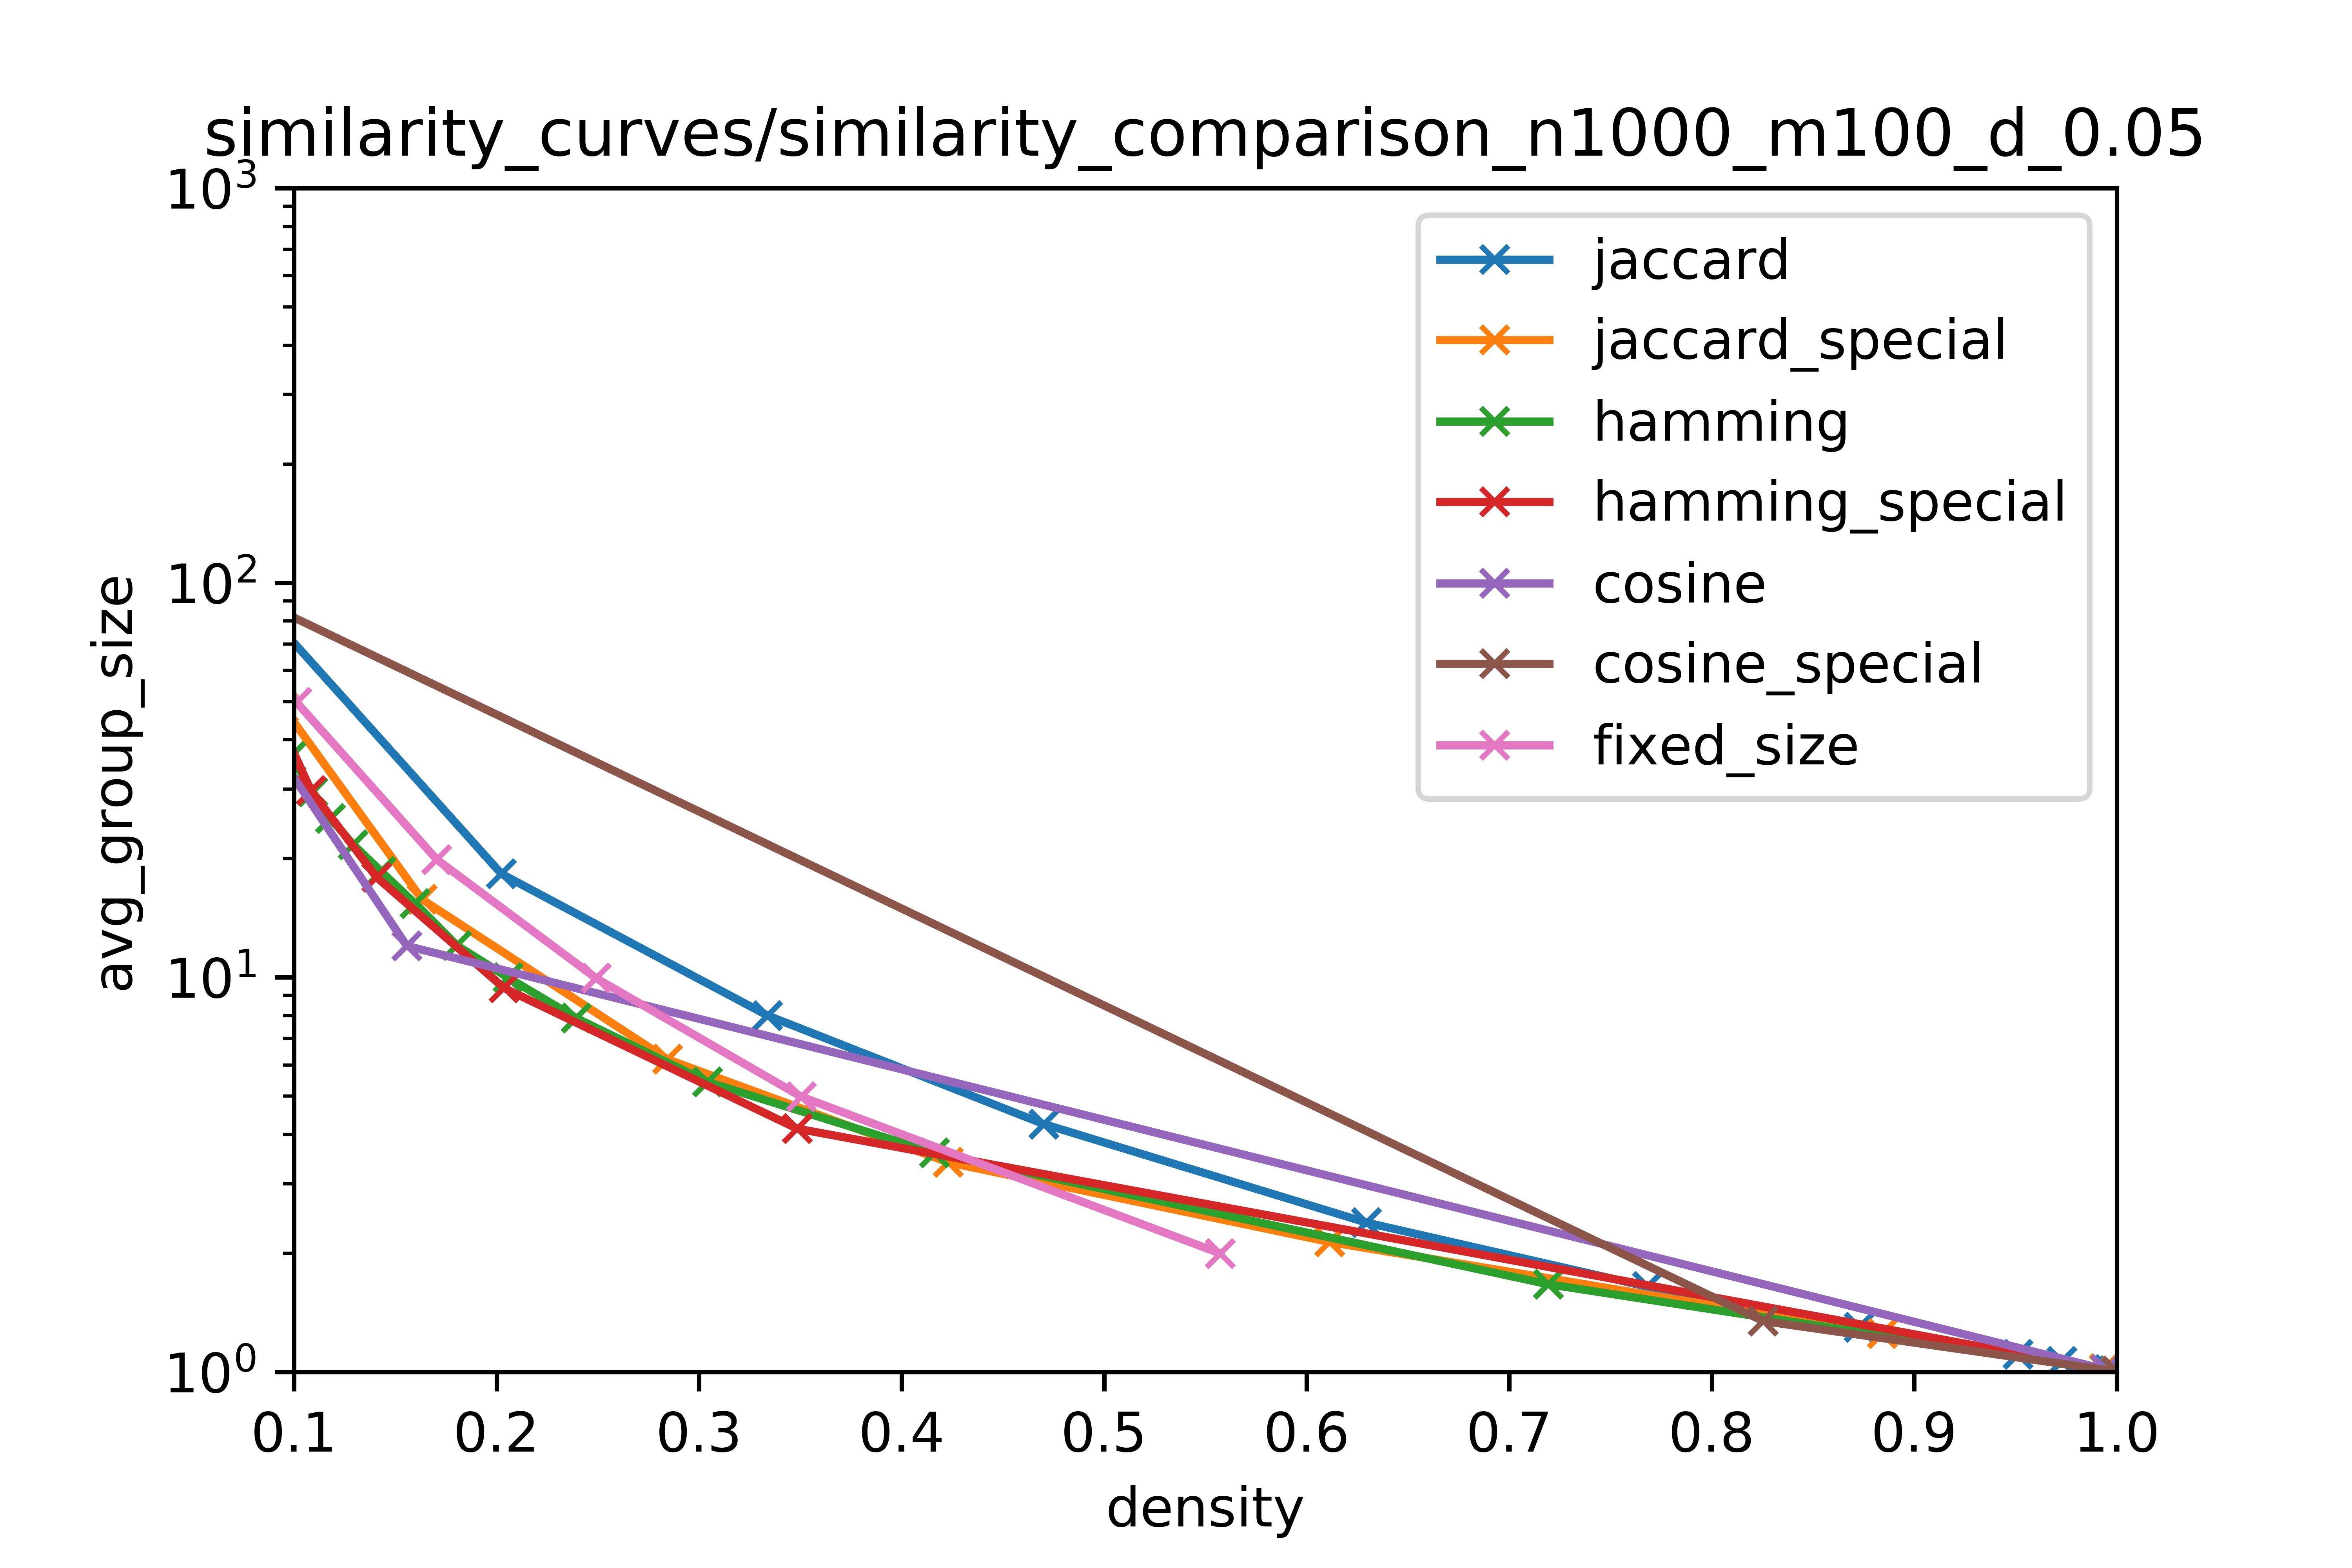 similarity_curves/similarity_comparison_n1000_m100_d_0.05
10³
10²
10¹
10⁰
avg_group_size
jaccard
jaccard_special
hamming
hamming_special
cosine
cosine_special
fixed_size
0.1 0.2 0.3 0.4 0.5 0.6 0.7 0.8 0.9 1.0
density